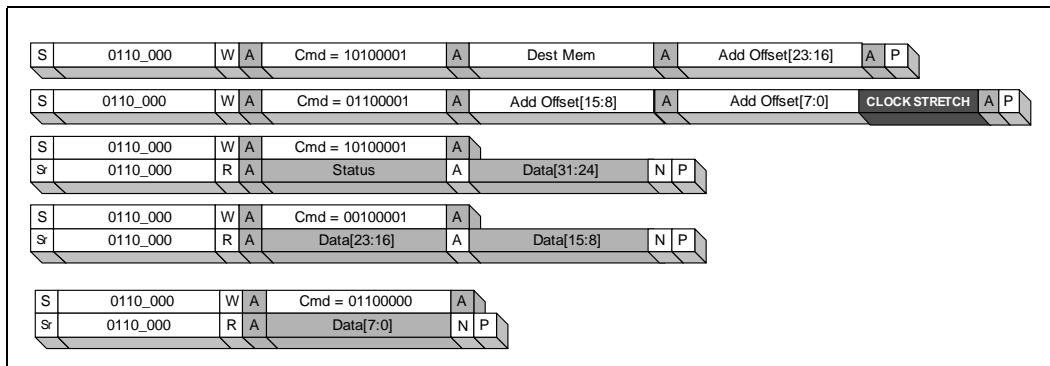 S 0110_000 W A Cmd = 10100001 A Dest Mem A Add Offset[23:16] A P
S 0110_000 W A Cmd = 01100001 A Add Offset[15:8] A Add Offset[7:0] CLOCK STRETCH A P
S 0110_000 W A Cmd = 10100001 A
Sr 0110_000 R A Status A Data[31:24] N P
S 0110_000 W A Cmd = 00100001 A
Sr 0110_000 R A Data[23:16] A Data[15:8] N P
S 0110_000 W A Cmd = 01100000 A
Sr 0110_000 R A Data[7:0] N P